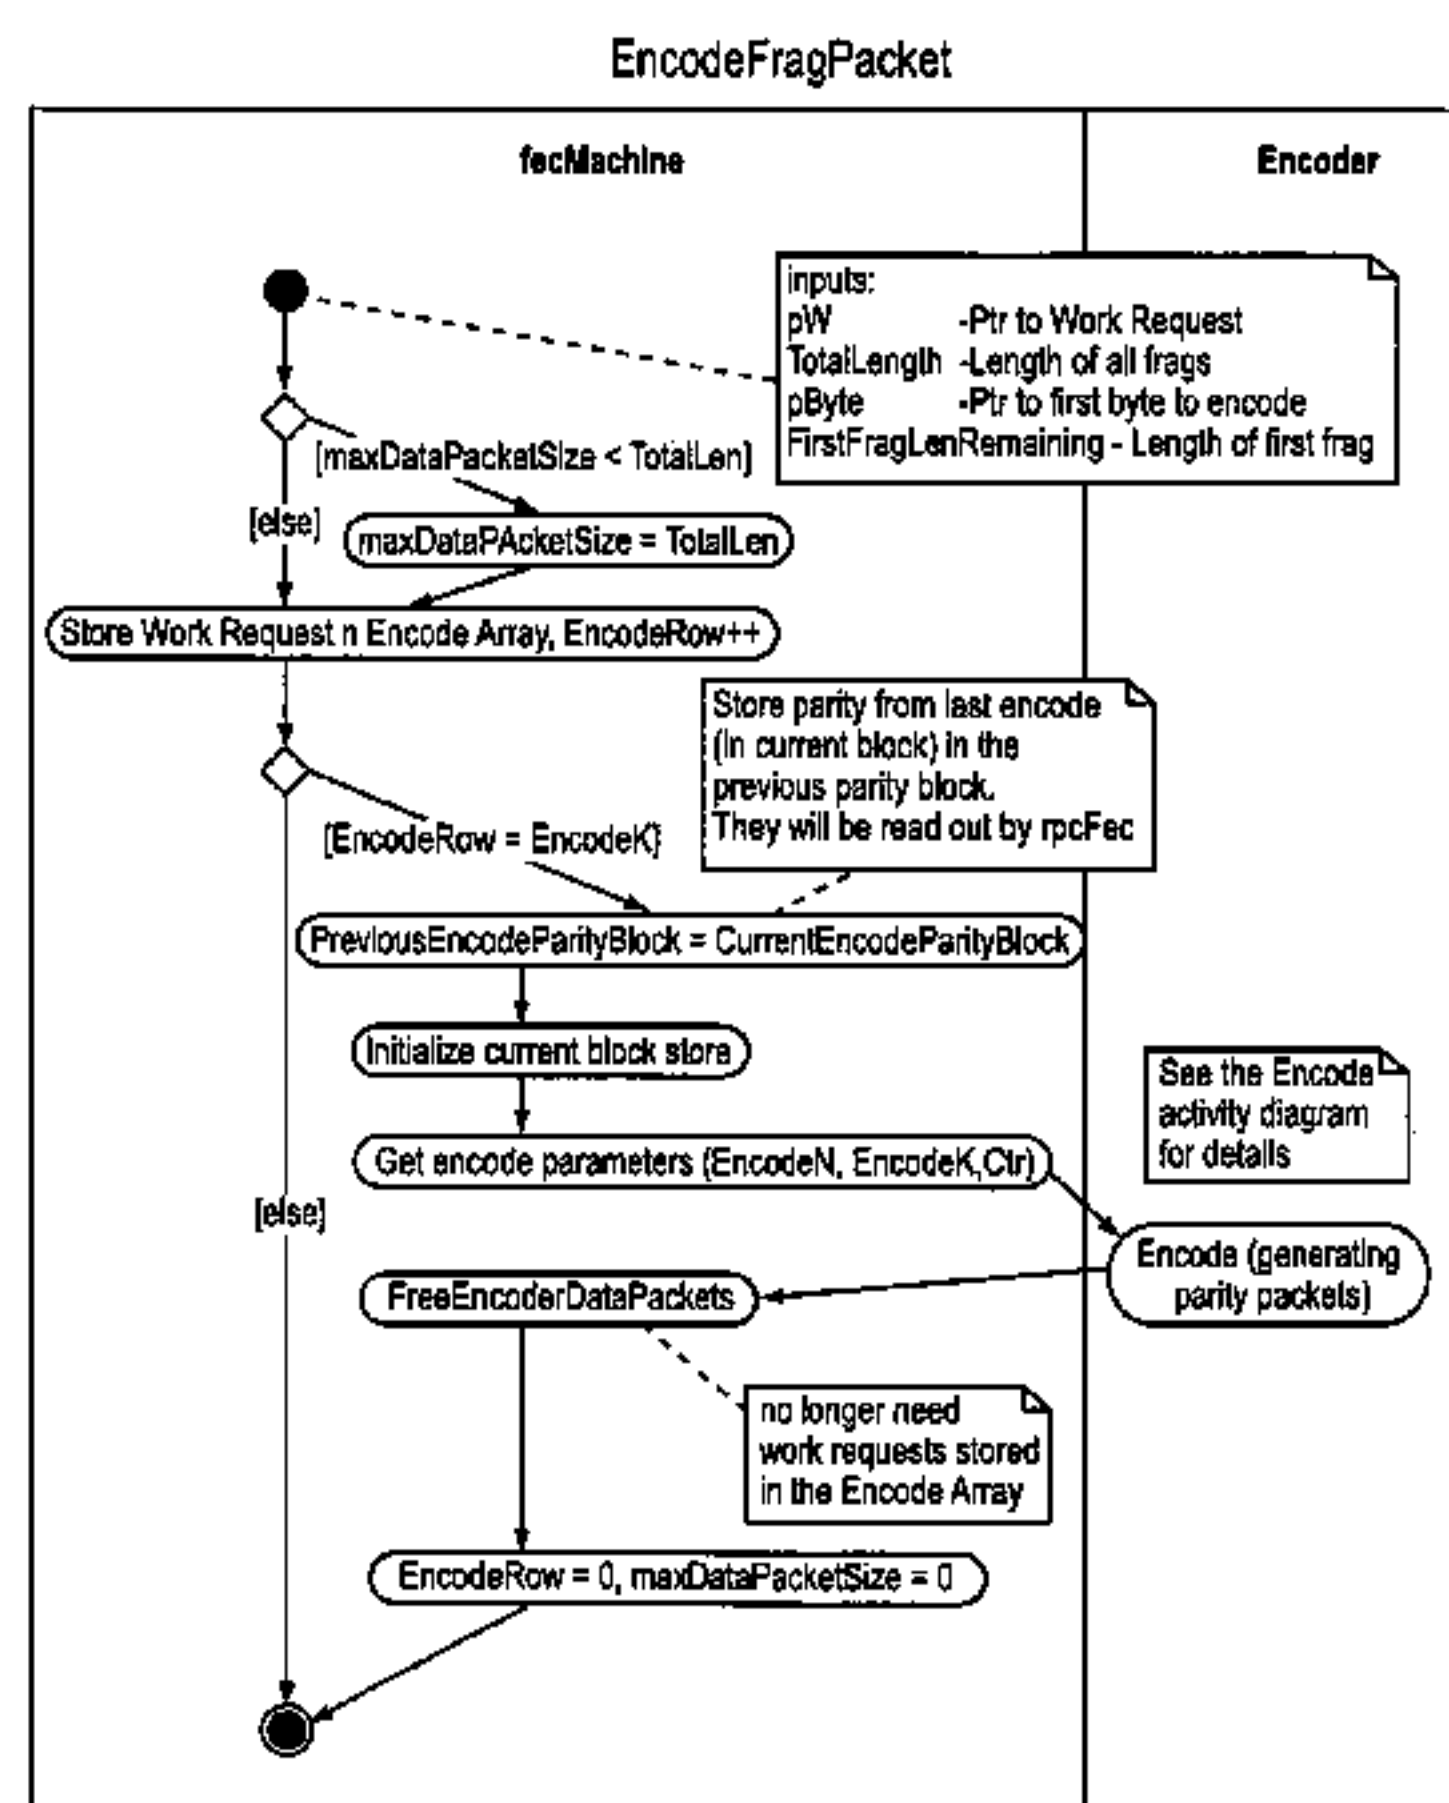 EncodeFragPacket
fecMachine
Encoder
inputs:
pW -Ptr to Work Request
TotalLength -Length of all frags
pByte -Ptr to first byte to encode
FirstFragLenRemaining - Length of first frag
[maxDataPacketSize < TotalLen]
[else]
maxDataPAcketSize = TotalLen
Store Work Request n Encode Array, EncodeRow++
Store parity from last encode
(in current block) in the
previous parity block.
They will be read out by rpcFec
[EncodeRow = EncodeK]
PreviousEncodeParityBlock = CurrentEncodeParityBlock
Initialize current block store
See the Encode
activity diagram
for details
Get encode parameters (EncodeN, EncodeK,Ctr)
[else]
Encode (generating
parity packets)
FreeEncoderDataPackets
no longer need
work requests stored
in the Encode Array
EncodeRow = 0, maxDataPacketSize = 0